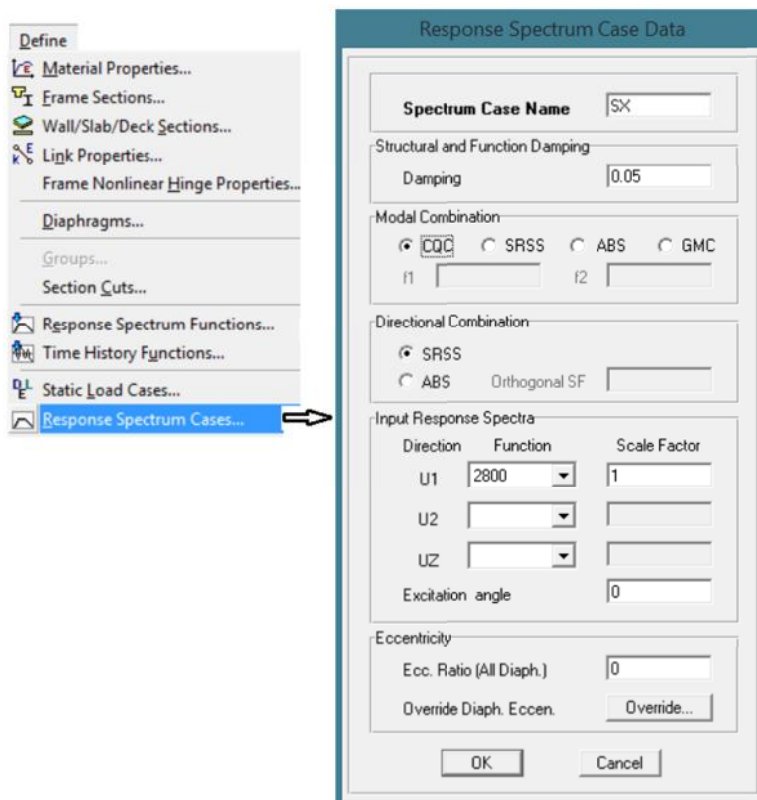 Define
Material Properties...
Frame Sections...
Wall/Slab/Deck Sections...
Link Properties...
Frame Nonlinear Hinge Properties...
Diaphragms...
Groups...
Section Cuts...
Response Spectrum Functions...
Time History Functions...
Static Load Cases...
Response Spectrum Cases...
Response Spectrum Case Data
Spectrum Case Name SX
Structural and Function Damping
Damping 0.05
Modal Combination
CQC SRSS ABS GMC
f1 f2
Directional Combination
SRSS
ABS Orthogonal SF
Input Response Spectra
Direction Function Scale Factor
U1 2800 1
U2
UZ
Excitation angle 0
Eccentricity
Ecc. Ratio (All Diaph.) 0
Override Diaph. Eccen. Override...
OK Cancel